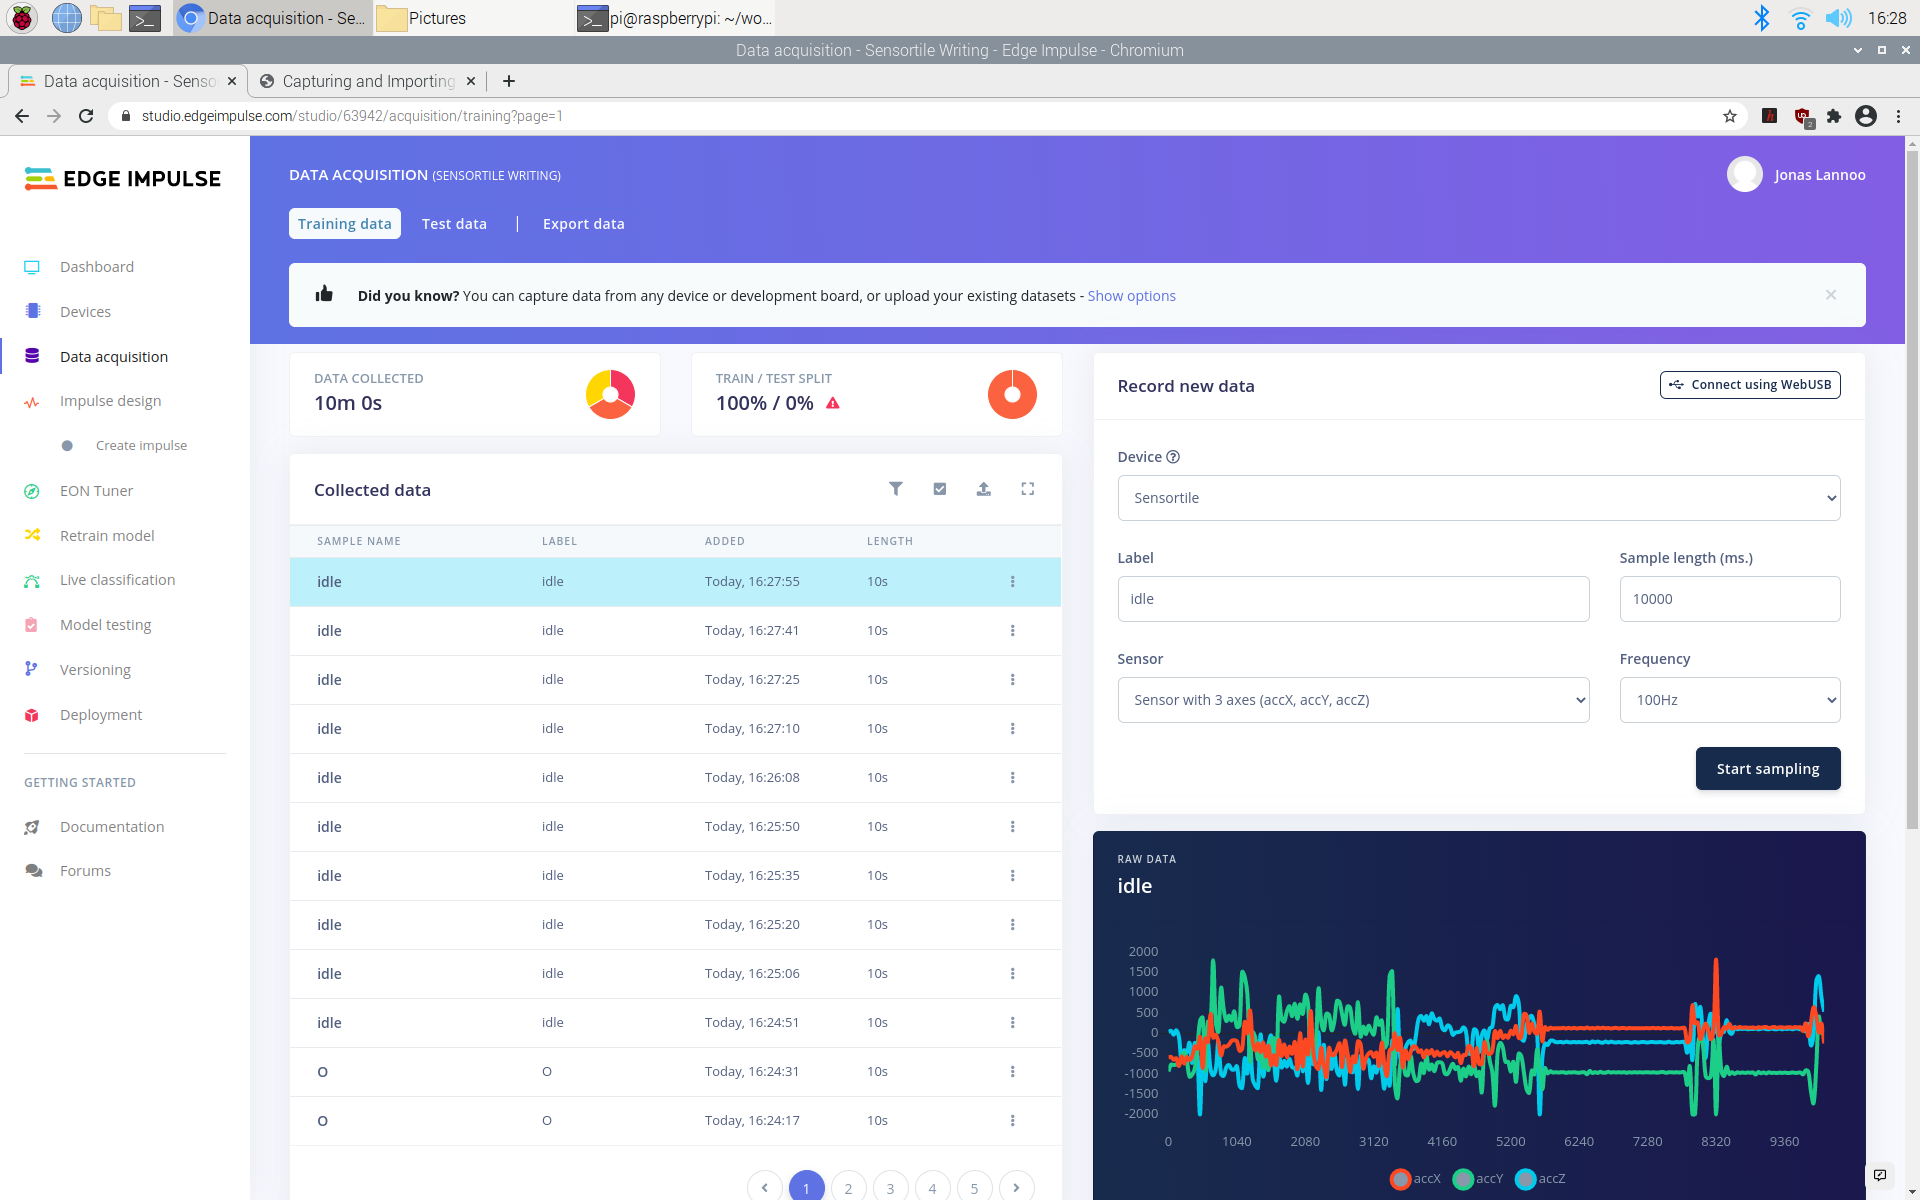 Data acquisition - Se...
Pictures
pi@raspberrypi: ~/wo...
16:28
Data acquisition - Sensortile Writing - Edge Impulse - Chromium
Data acquisition - Senso
Capturing and Importing
studio.edgeimpulse.com/studio/63942/acquisition/training?page=1
2
EDGE IMPULSE
DATA ACQUISITION (SENSORTILE WRITING)
Jonas Lannoo
Training data
Test data
|
Export data
Did you know? You can capture data from any device or development board, or upload your existing datasets - Show options
Dashboard
Devices
Data acquisition
Impulse design
Create impulse
EON Tuner
Retrain model
Live classification
Model testing
Versioning
Deployment
GETTING STARTED
Documentation
Forums
DATA COLLECTED
10m 0s
TRAIN / TEST SPLIT
100% / 0%
Collected data
SAMPLE NAME LABEL ADDED LENGTH
idle idle Today, 16:27:55 10s
idle idle Today, 16:27:41 10s
idle idle Today, 16:27:25 10s
idle idle Today, 16:27:10 10s
idle idle Today, 16:26:08 10s
idle idle Today, 16:25:50 10s
idle idle Today, 16:25:35 10s
idle idle Today, 16:25:20 10s
idle idle Today, 16:25:06 10s
idle idle Today, 16:24:51 10s
O O Today, 16:24:31 10s
O O Today, 16:24:17 10s
1 2 3 4 5
Record new data
Connect using WebUSB
Device
Sensortile
Label
Sample length (ms.)
idle
10000
Sensor
Frequency
Sensor with 3 axes (accX, accY, accZ)
100Hz
Start sampling
RAW DATA
idle
2000
1500
1000
500
0
-500
-1000
-1500
-2000
0 1040 2080 3120 4160 5200 6240 7280 8320 9360
accX accY accZ